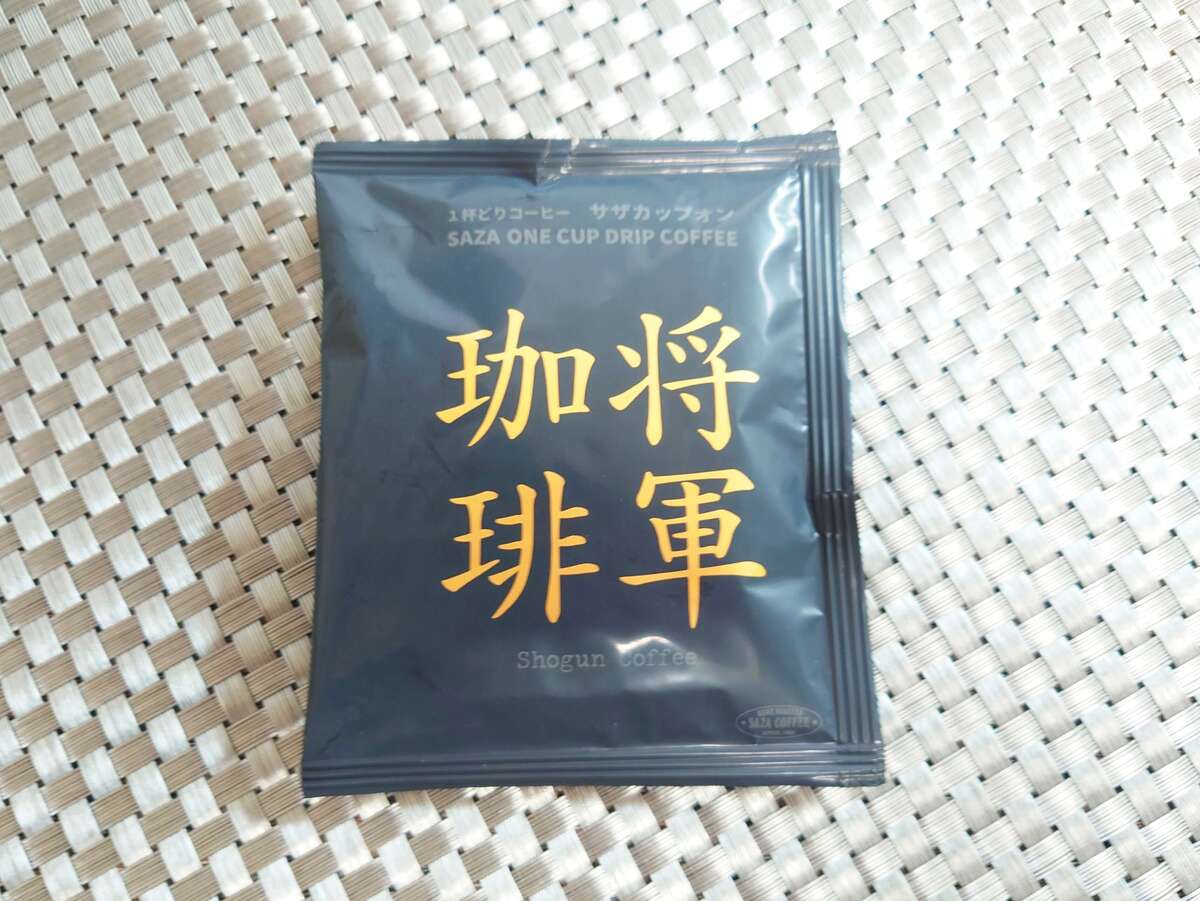 1杯どりコーヒー　サザカップオン
SAZA ONE CUP DRIP COFFEE
将軍
珈琲
Shogun Coffee
SAZA COFFEE